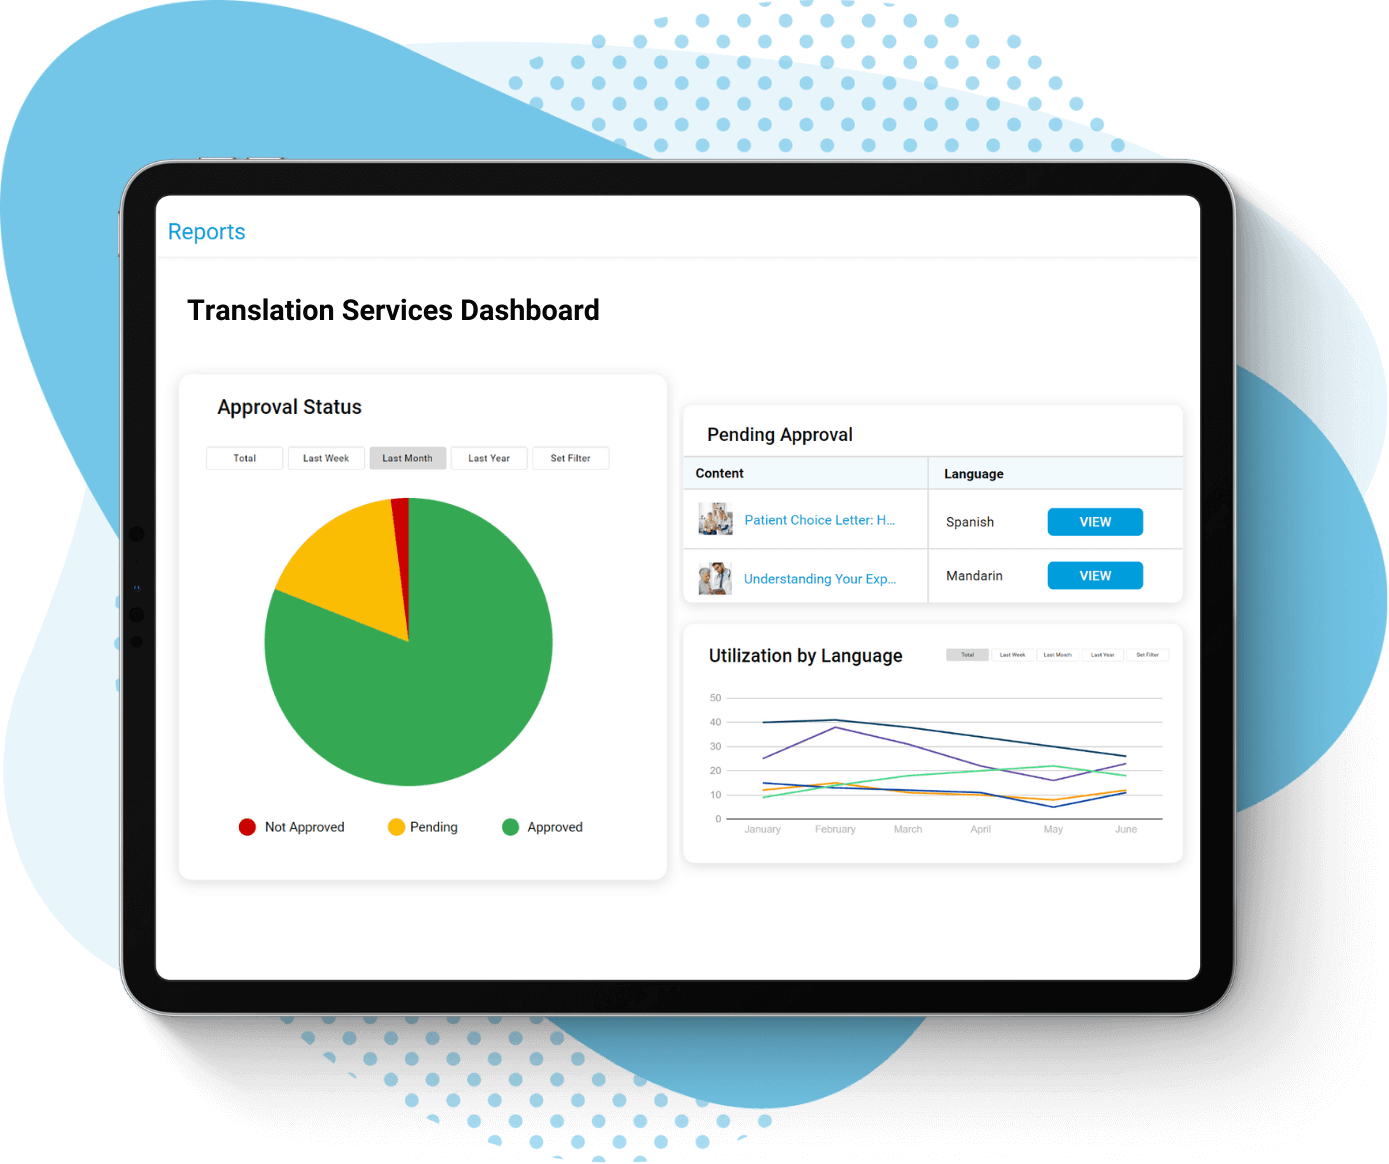 Reports
Translation Services Dashboard
Approval Status
Total Last Week Last Month Last Year Set Filter
Not Approved Pending Approved
Pending Approval
Content Language
Patient Choice Letter: H... Spanish VIEW
Understanding Your Exp... Mandarin VIEW
Utilization by Language Total Last Week Last Month Last Year Set Filter
50
40
30
20
10
0
January February March April May June